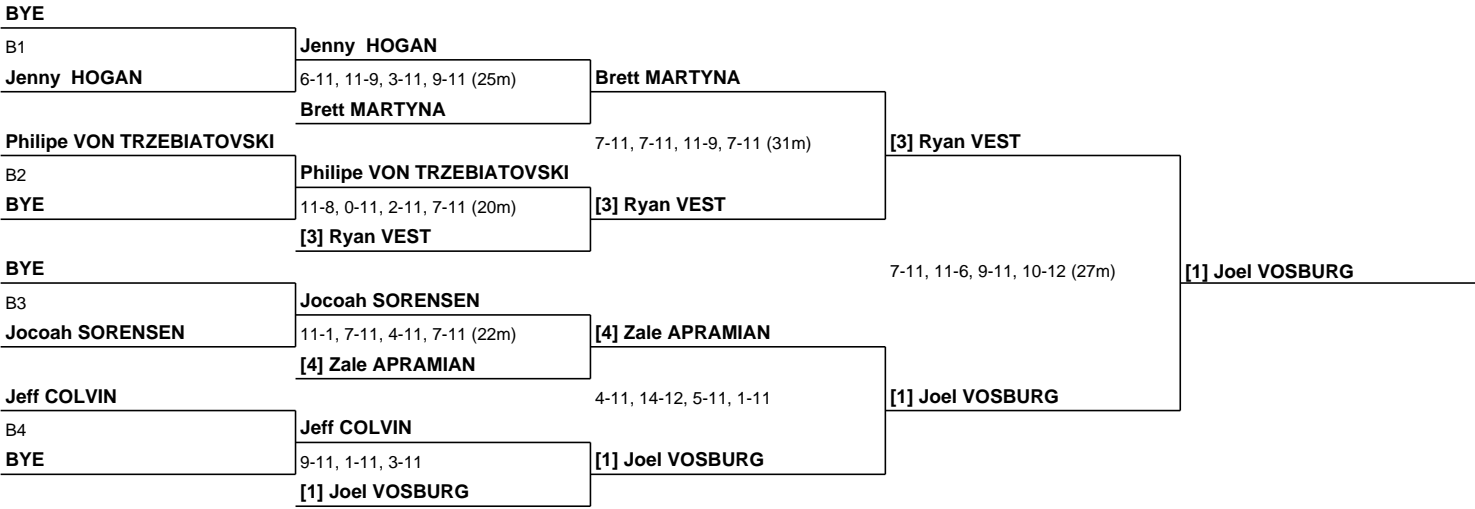 BYE
B1
Jenny HOGAN
Philipe VON TRZEBIATOVSKI
B2
BYE
BYE
B3
Jocoah SORENSEN
Jeff COLVIN
B4
BYE
Jenny HOGAN
6-11, 11-9, 3-11, 9-11 (25m)
Brett MARTYNA
Philipe VON TRZEBIATOVSKI
11-8, 0-11, 2-11, 7-11 (20m)
[3] Ryan VEST
Jocoah SORENSEN
11-1, 7-11, 4-11, 7-11 (22m)
[4] Zale APRAMIAN
Jeff COLVIN
9-11, 1-11, 3-11
[1] Joel VOSBURG
Brett MARTYNA
7-11, 7-11, 11-9, 7-11 (31m)
[3] Ryan VEST
[4] Zale APRAMIAN
4-11, 14-12, 5-11, 1-11
[1] Joel VOSBURG
[3] Ryan VEST
7-11, 11-6, 9-11, 10-12 (27m)
[1] Joel VOSBURG
[1] Joel VOSBURG